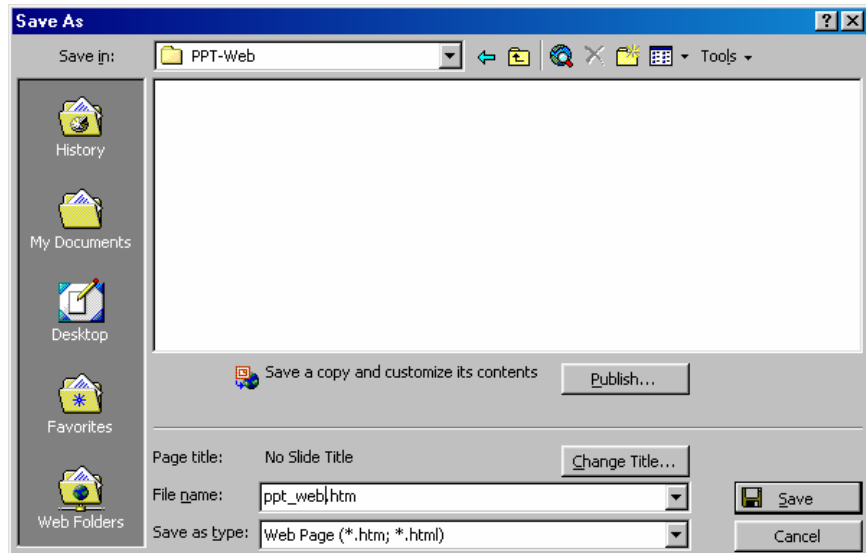 Save As
Save in: PPT-Web Tools
History
My Documents
Desktop
Favorites
Web Folders
Save a copy and customize its contents Publish...
Page title: No Slide Title Change Title...
File name: ppt_web.htm Save
Save as type: Web Page (*.htm; *.html) Cancel